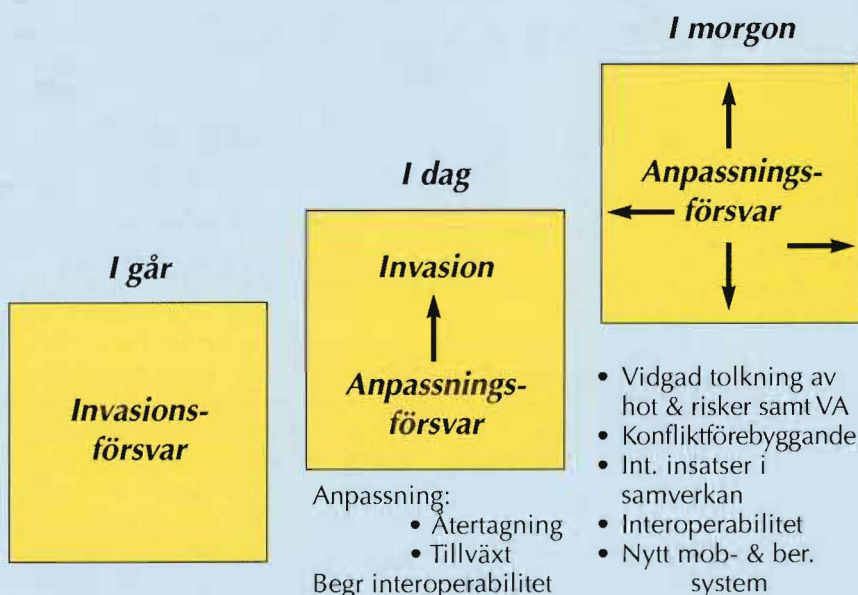 I går
Invasions-
försvar
I dag
Invasion
Anpassnings-
försvar
Anpassning:
• Återtagning
• Tillväxt
Begr interoperabilitet
I morgon
Anpassnings-
försvar
• Vidgad tolkning av
hot & risker samt VA
• Konfliktförebyggande
• Int. insatser i
samverkan
• Interoperabilitet
• Nytt mob- & ber.
system